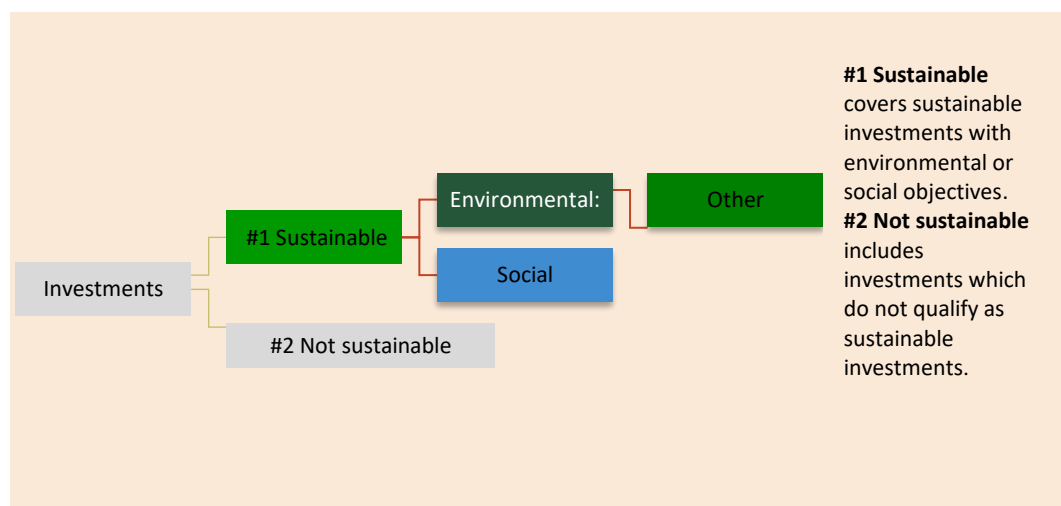 Investments
#1 Sustainable
#2 Not sustainable
Environmental:
Social
Other
#1 Sustainable
covers sustainable
investments with
environmental or
social objectives.
#2 Not sustainable
includes
investments which
do not qualify as
sustainable
investments.